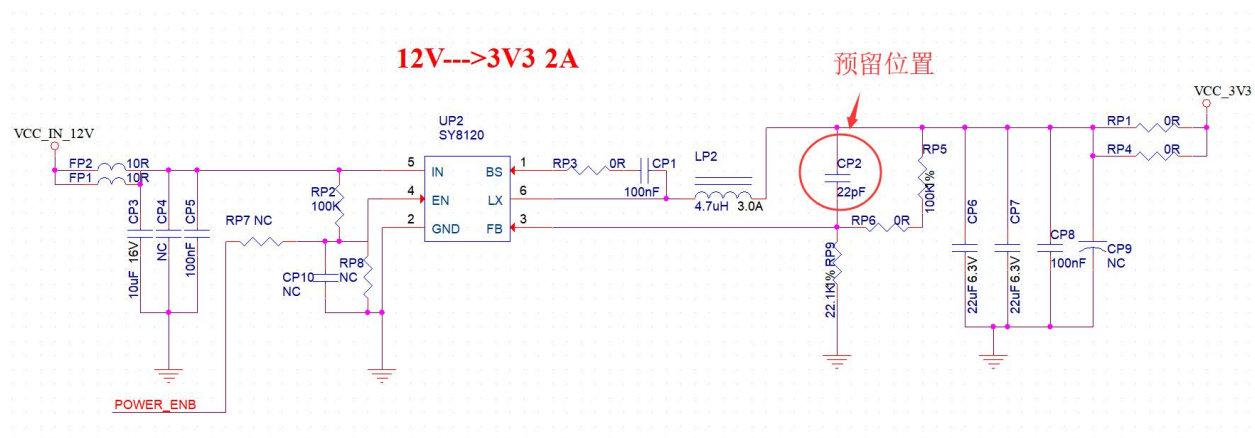 12V--->3V3 2A
预留位置
VCC_3V3
VCC_IN_12V
UP2
SY8120
FP2 10R
FP1 10R
5 IN
4 EN
2 GND
BS 1
LX 6
FB 3
RP3 0R
CP1
100nF
LP2
4.7uH 3.0A
CP2
22pF
RP5
100K1%
RP1 0R
RP4 0R
RP2
100K
RP7 NC
CP3
10uF 16V
CP4
NC
CP5
100nF
CP10
NC
RP8
NC
RP6 0R
RP9
22.1K1%
CP6
22uF 6.3V
CP7
22uF 6.3V
CP8
100nF
CP9
NC
POWER_ENB